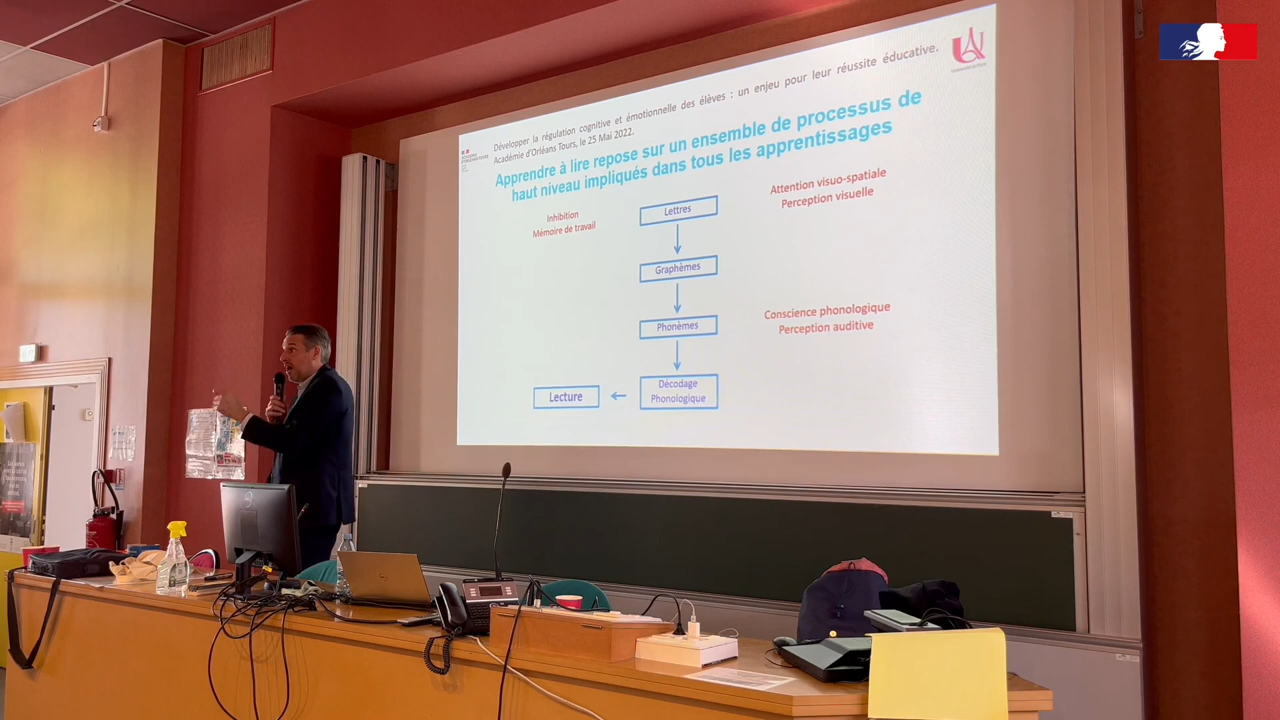 Développer la régulation cognitive et émotionnelle des élèves : un enjeu pour leur réussite éducative.
Académie d'Orléans Tours, le 25 Mai 2022.
Apprendre à lire repose sur un ensemble de processus de
haut niveau impliqués dans tous les apprentissages
Inhibition
Mémoire de travail
Lettres
Attention visuo-spatiale
Perception visuelle
Graphèmes
Phonèmes
Conscience phonologique
Perception auditive
Décodage
Phonologique
Lecture
DELL